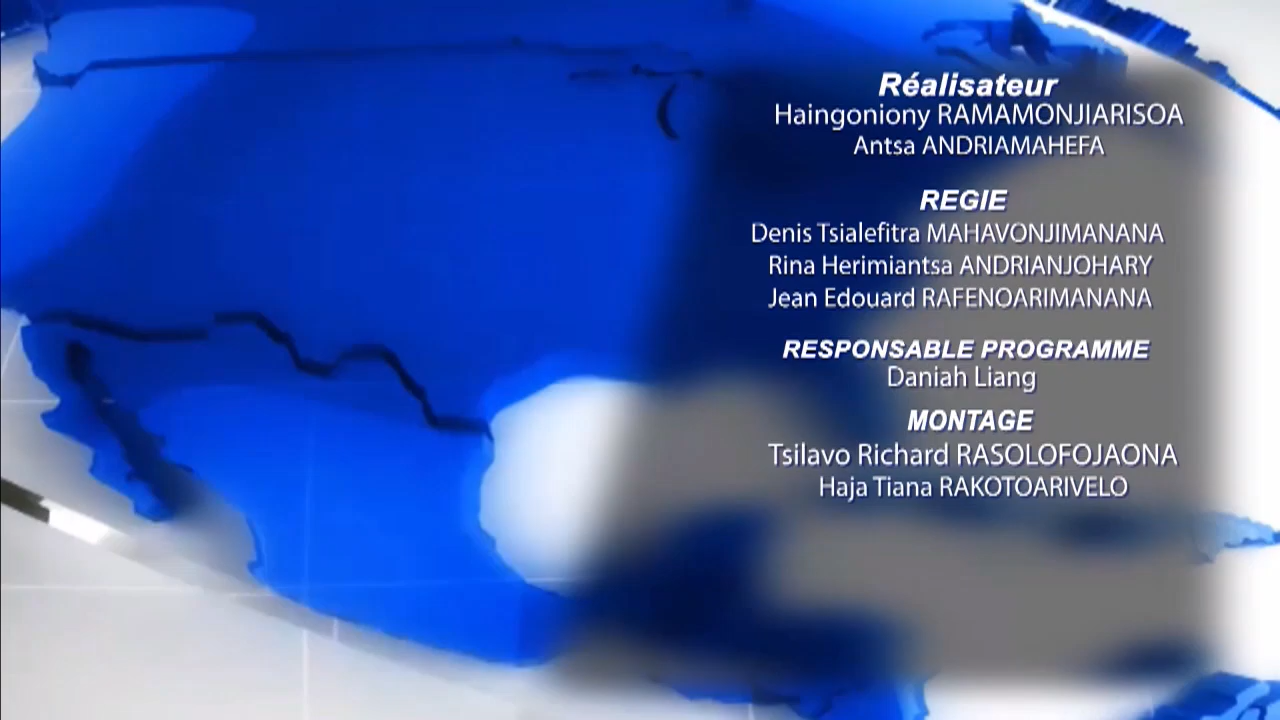 Réalisateur
Haingoniony RAMAMONJIARISOA
Antsa ANDRIAMAHEFA
REGIE
Denis Tsialefitra MAHAVONJIMANANA
Rina Herimiantsa ANDRIANJOHARY
Jean Edouard RAFENOARIMANANA
RESPONSABLE PROGRAMME
Daniah Liang
MONTAGE
Tsilavo Richard RASOLOFOJAONA
Haja Tiana RAKOTOARIVELO